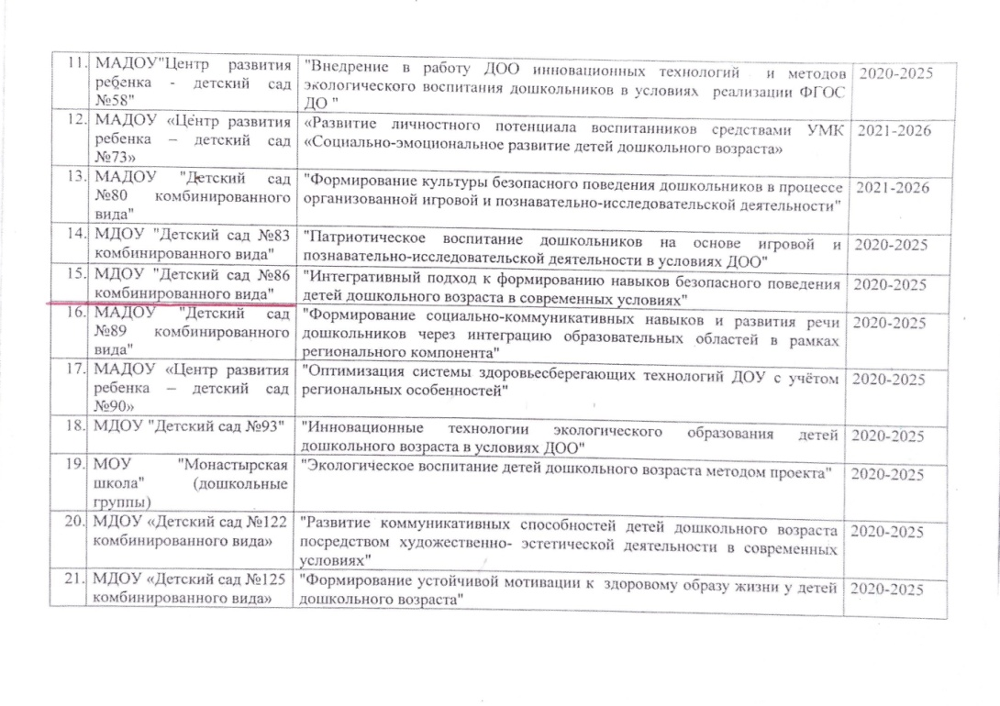 11. МАДОУ"Центр развития "Внедрение в работу ДОО инновационных технологий и методов 2020-2025
ребенка - детский сад экологического воспитания дошкольников в условиях реализации ФГОС
№58" ДО "
12. МАДОУ «Центр развития «Развитие личностного потенциала воспитанников средствами УМК 2021-2026
ребенка – детский сад «Социально-эмоциональное развитие детей дошкольного возраста»
№73»
13. МАДОУ "Детский сад "Формирование культуры безопасного поведения дошкольников в процессе 2021-2026
№80 комбинированного организованной игровой и познавательно-исследовательской деятельности"
вида"
14. МДОУ "Детский сад №83 "Патриотическое воспитание дошкольников на основе игровой и 2020-2025
комбинированного вида" познавательно-исследовательской деятельности в условиях ДОО"
15. МДОУ "Детский сад №86 "Интегративный подход к формированию навыков безопасного поведения 2020-2025
комбинированного вида" детей дошкольного возраста в современных условиях"
16. МАДОУ "Детский сад "Формирование социально-коммуникативных навыков и развития речи 2020-2025
№89 комбинированного дошкольников через интеграцию образовательных областей в рамках
вида" регионального компонента"
17. МАДОУ «Центр развития "Оптимизация системы здоровьесберегающих технологий ДОУ с учётом 2020-2025
ребенка – детский сад региональных особенностей"
№90»
18. МДОУ "Детский сад №93" "Инновационные технологии экологического образования детей 2020-2025
дошкольного возраста в условиях ДОО"
19. МОУ "Монастырская "Экологическое воспитание детей дошкольного возраста методом проекта" 2020-2025
школа" (дошкольные
группы)
20. МДОУ «Детский сад №122 "Развитие коммуникативных способностей детей дошкольного возраста 2020-2025
комбинированного вида» посредством художественно- эстетической деятельности в современных
условиях"
21. МДОУ «Детский сад №125 "Формирование устойчивой мотивации к здоровому образу жизни у детей 2020-2025
комбинированного вида» дошкольного возраста"